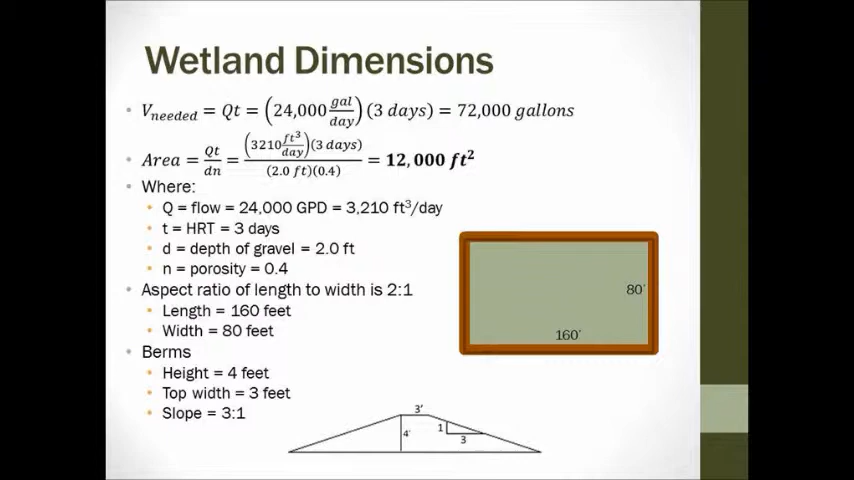 Wetland Dimensions
• V_needed = Qt = (24,000 gal/day) (3 days) = 72,000 gallons
• Area = Qt/dn = (3210 ft³/day)(3 days)/(2.0 ft)(0.4) = 12,000 ft²
• Where:
• Q = flow = 24,000 GPD = 3,210 ft³/day
• t = HRT = 3 days
• d = depth of gravel = 2.0 ft
• n = porosity = 0.4
• Aspect ratio of length to width is 2:1
• Length = 160 feet
• Width = 80 feet
• Berms
• Height = 4 feet
• Top width = 3 feet
• Slope = 3:1
80'
160'
3'
4'
1
3